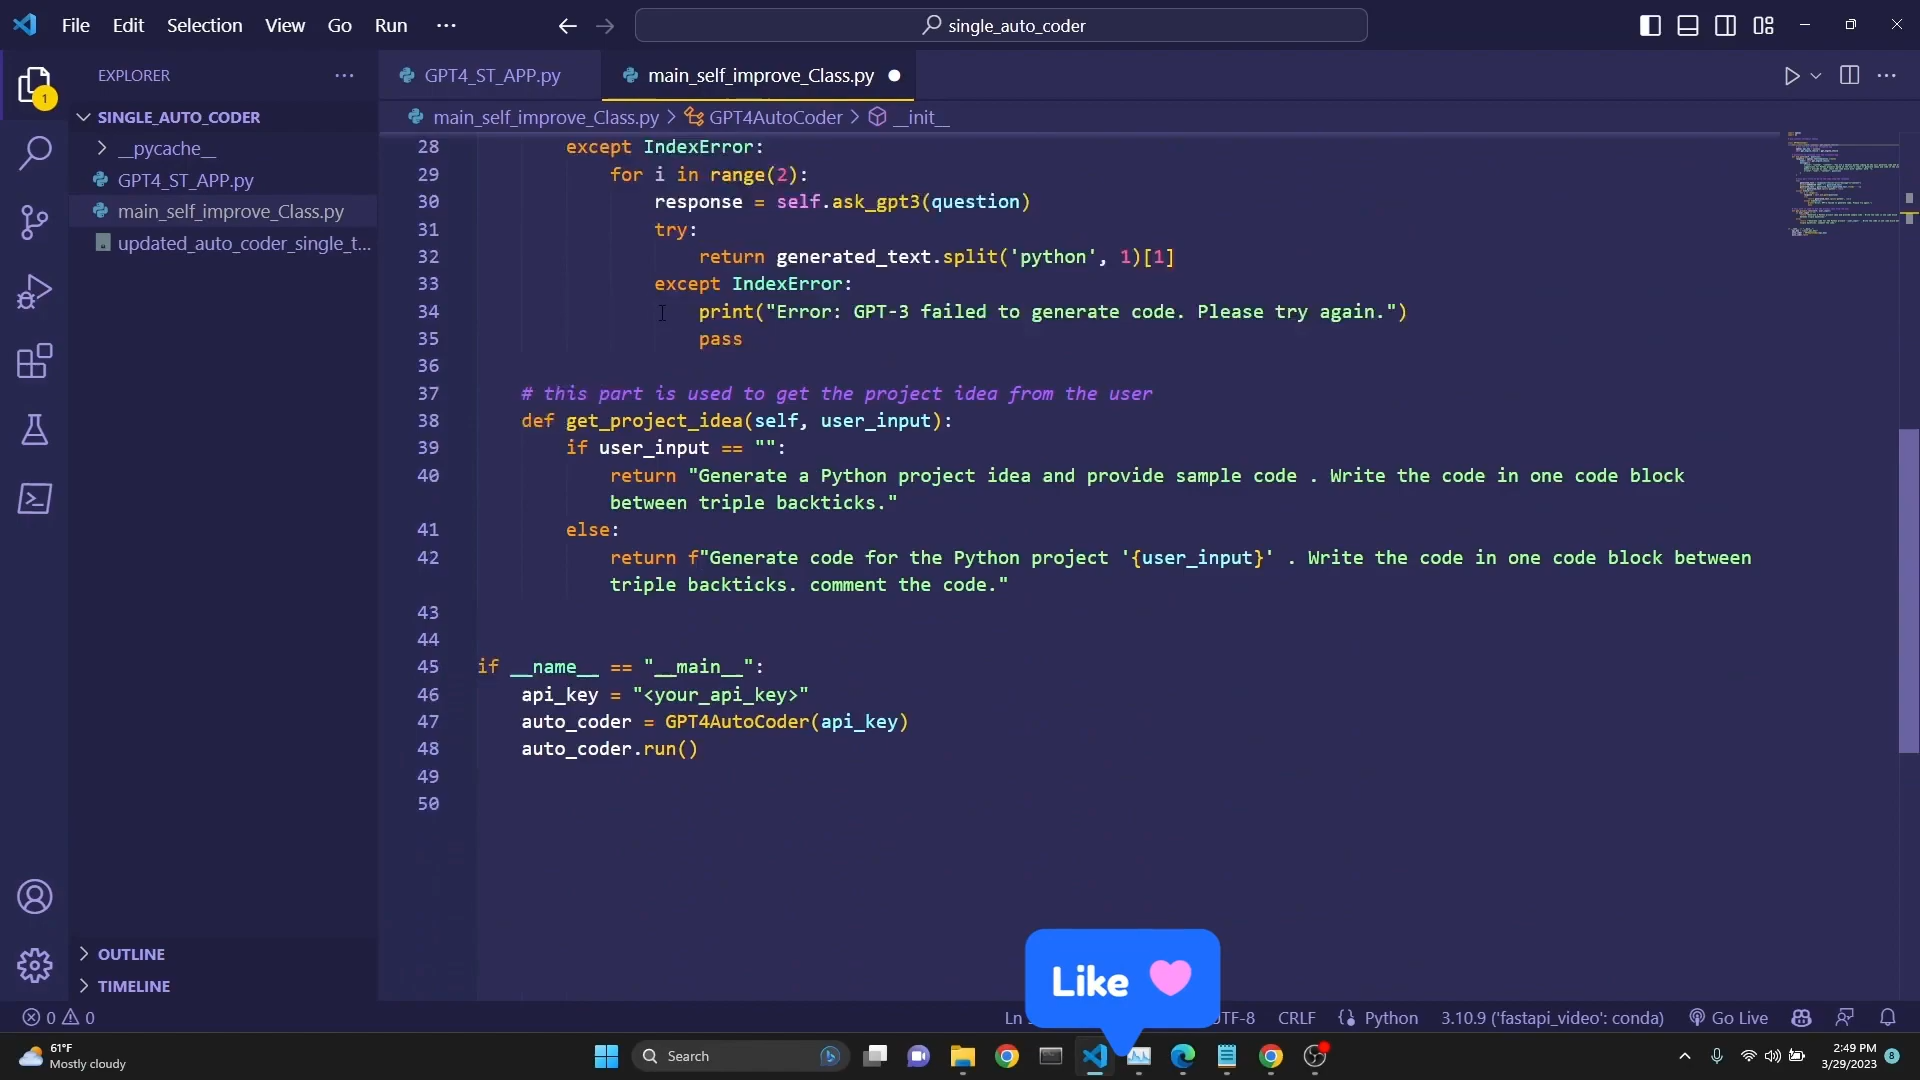 File Edit Selection View Go Run ···
single_auto_coder
EXPLORER
1
SINGLE_AUTO_CODER
__pycache__
GPT4_ST_APP.py
main_self_improve_Class.py
updated_auto_coder_single_t...
OUTLINE
TIMELINE
GPT4_ST_APP.py
main_self_improve_Class.py
main_self_improve_Class.py > GPT4AutoCoder > __init__
28 except IndexError:
29 for i in range(2):
30 response = self.ask_gpt3(question)
31 try:
32 return generated_text.split('python', 1)[1]
33 except IndexError:
34 print("Error: GPT-3 failed to generate code. Please try again.")
35 pass
36
37 # this part is used to get the project idea from the user
38 def get_project_idea(self, user_input):
39 if user_input == "":
40 return "Generate a Python project idea and provide sample code . Write the code in one code block
between triple backticks."
41 else:
42 return f"Generate code for the Python project '{user_input}' . Write the code in one code block between
triple backticks. comment the code."
43
44
45 if __name__ == "__main__":
46 api_key = "<your_api_key>"
47 auto_coder = GPT4AutoCoder(api_key)
48 auto_coder.run()
49
50
Like
0 0
Ln
TF-8 CRLF Python 3.10.9 ('fastapi_video': conda) Go Live
61°F
Mostly cloudy
Search
2:49 PM
3/29/2023
8